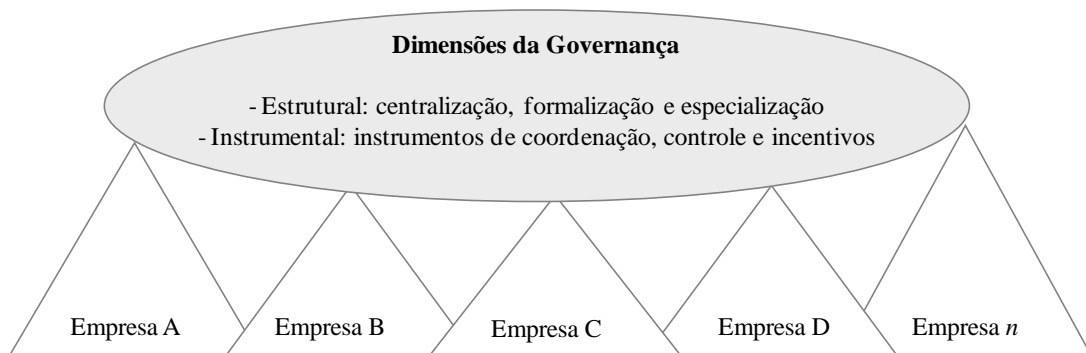 Dimensões da Governança
- Estrutural: centralização, formalização e especialização
- Instrumental: instrumentos de coordenação, controle e incentivos
Empresa A
Empresa B
Empresa C
Empresa D
Empresa n